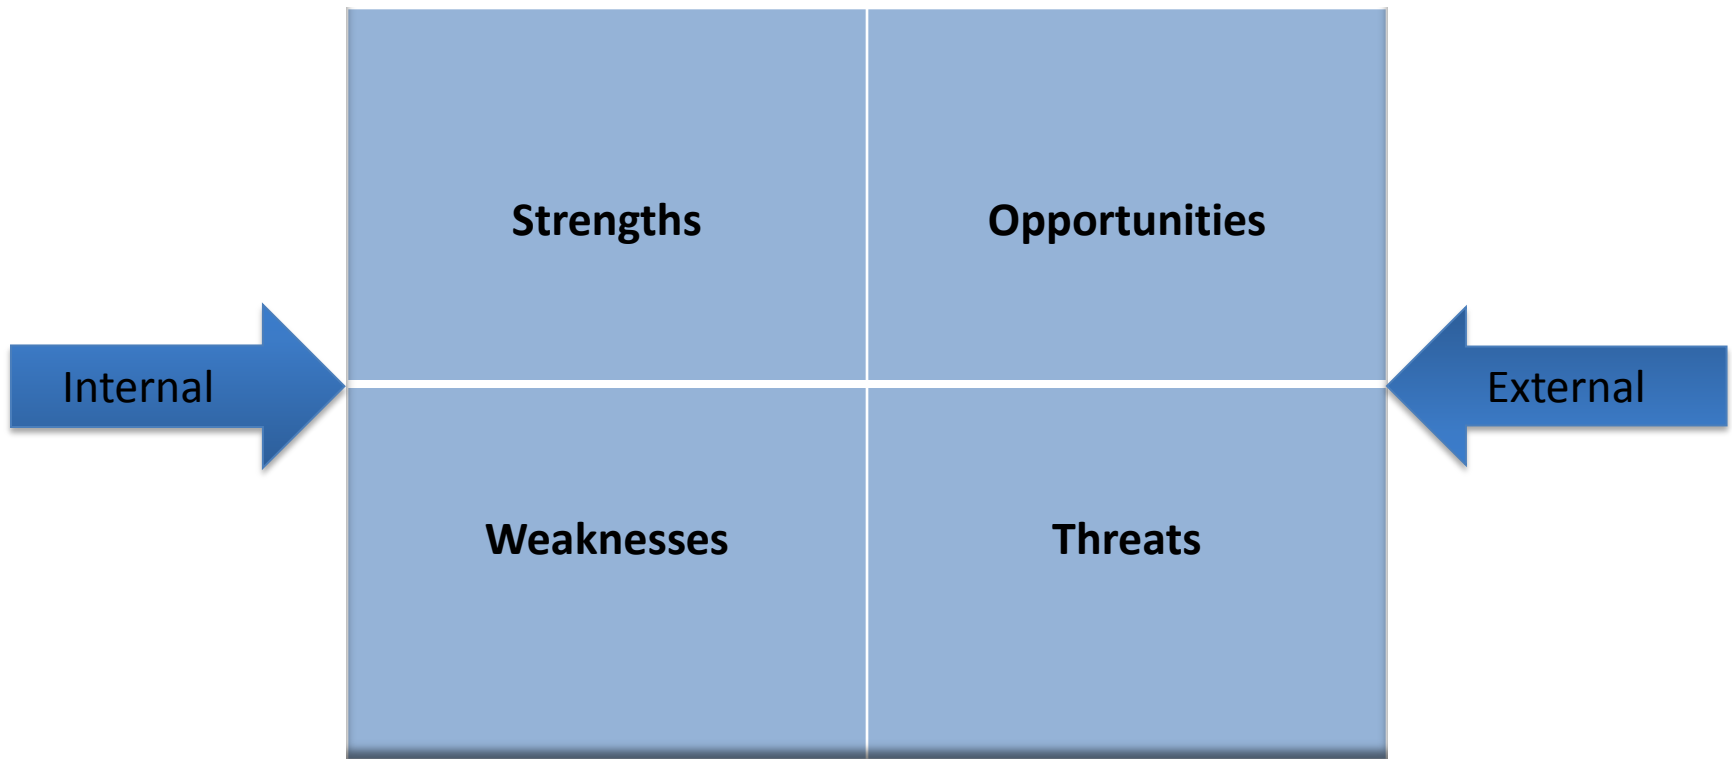 Strengths
Opportunities
Internal
External
Weaknesses
Threats